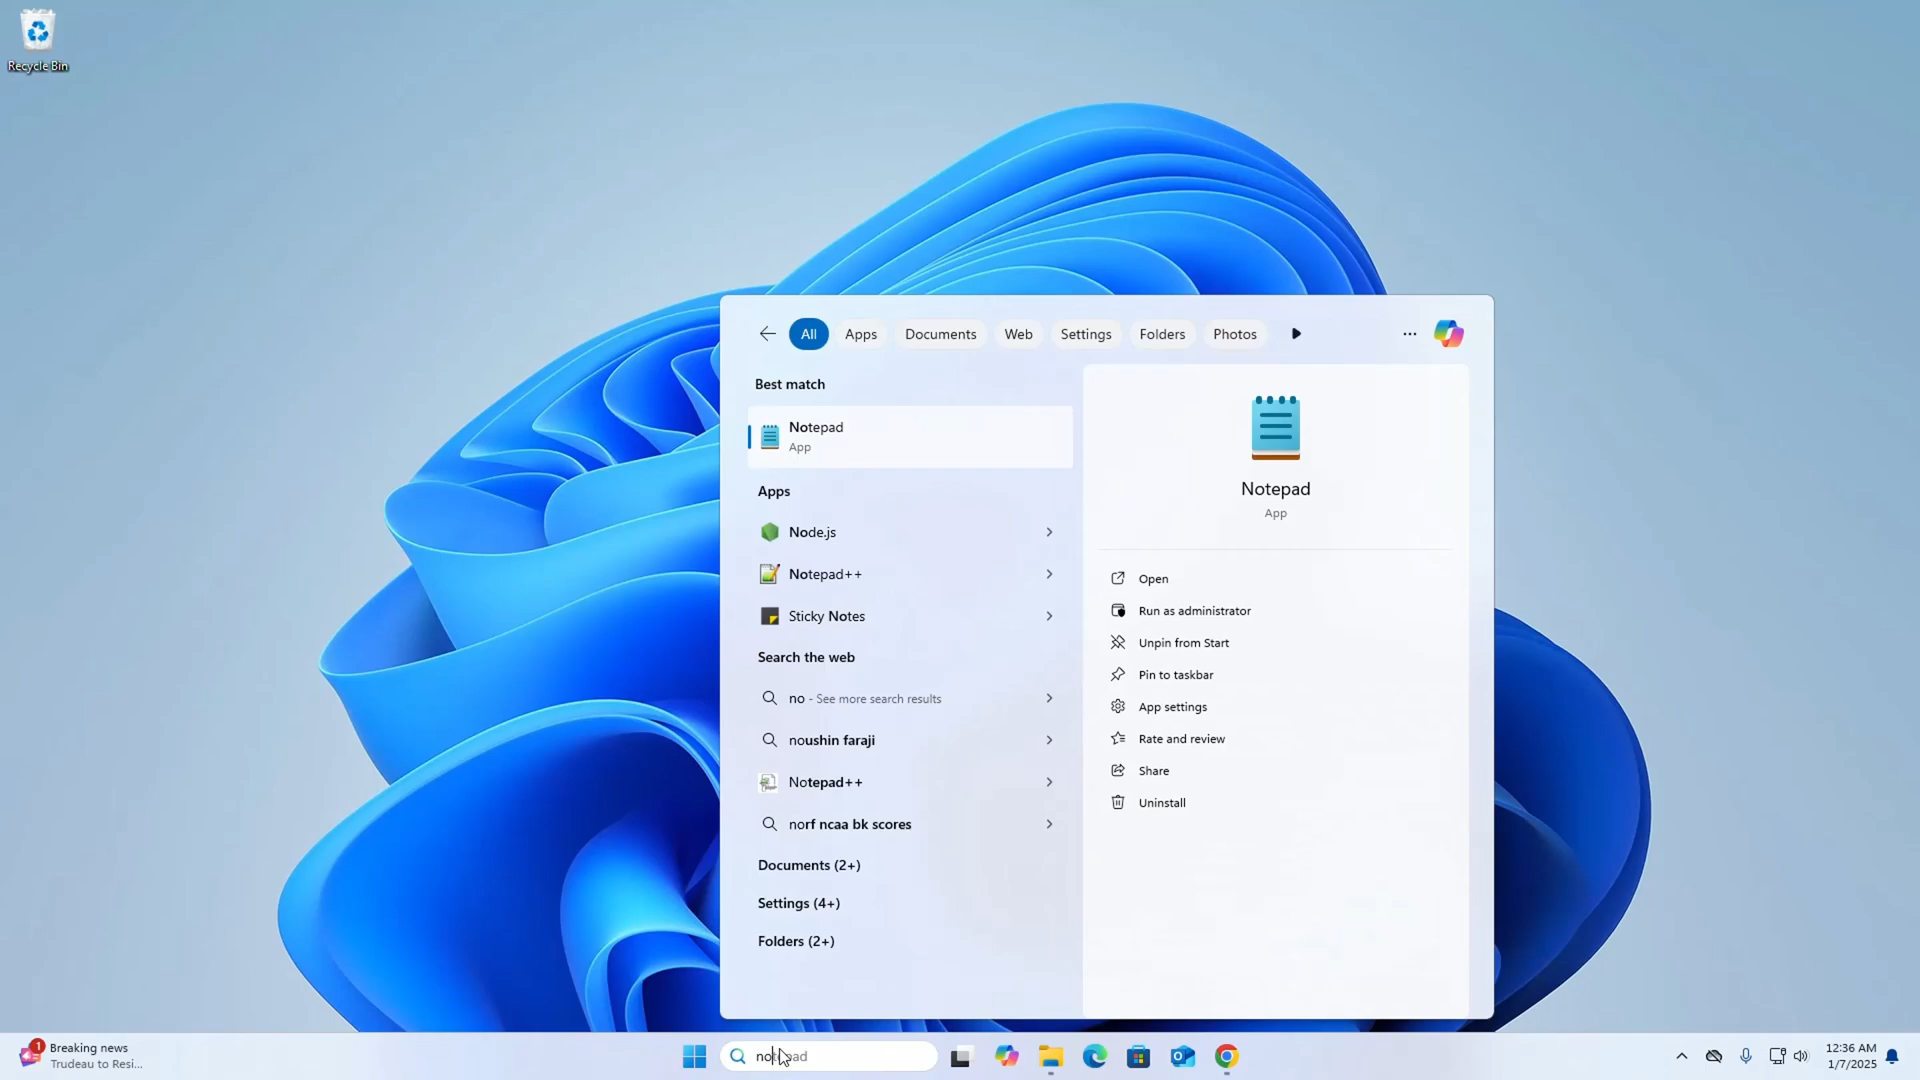 Recycle Bin
All
Apps
Documents
Web
Settings
Folders
Photos
Best match
Notepad
App
Apps
Node.js
Notepad++
Sticky Notes
Search the web
no - See more search results
noushin faraji
Notepad++
norf ncaa bk scores
Documents (2+)
Settings (4+)
Folders (2+)
Notepad
App
Open
Run as administrator
Unpin from Start
Pin to taskbar
App settings
Rate and review
Share
Uninstall
1
Breaking news
Trudeau to Resi...
notepad
12:36 AM
1/7/2025